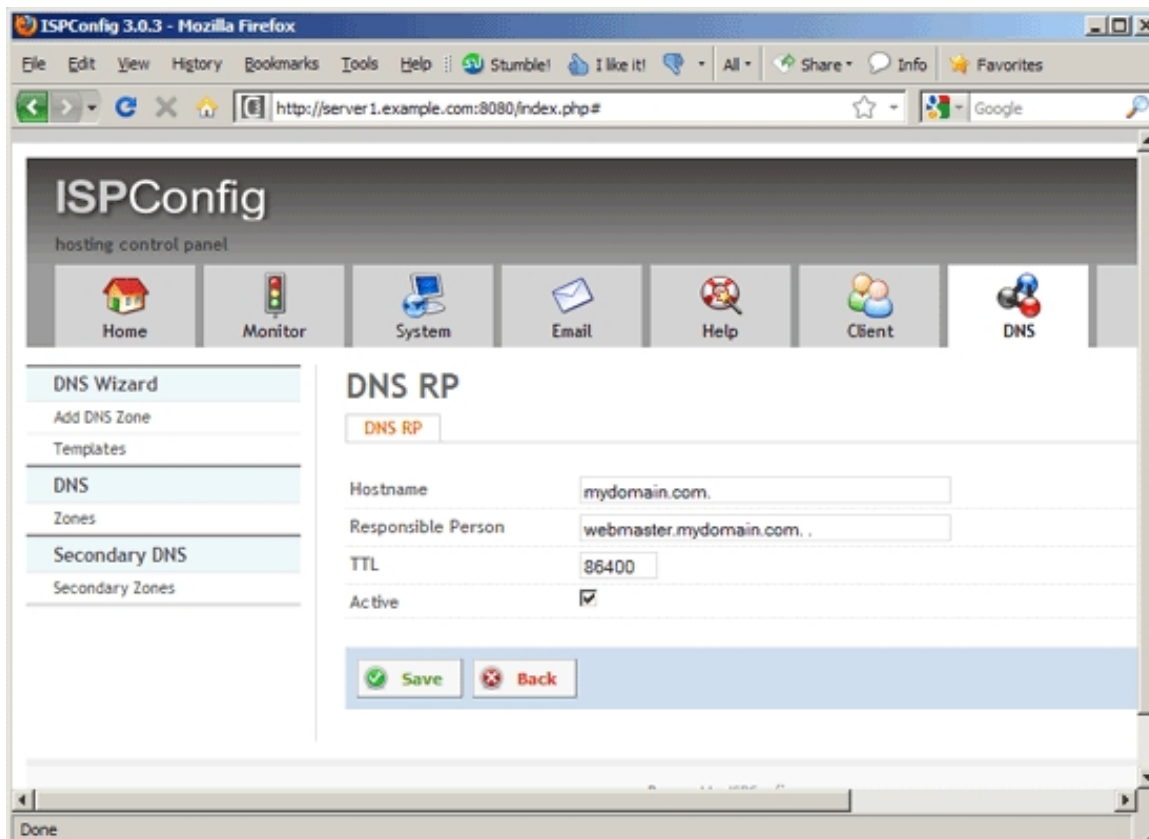 ISPConfig 3.0.3 - Mozilla Firefox
File Edit View History Bookmarks Tools Help Stumble! I like it! All Share Info Favorites
http://server1.example.com:8080/index.php# Google
ISPConfig
hosting control panel
Home Monitor System Email Help Client DNS
DNS Wizard
Add DNS Zone
Templates
DNS
Zones
Secondary DNS
Secondary Zones
DNS RP
DNS RP
Hostname mydomain.com.
Responsible Person webmaster.mydomain.com. .
TTL 86400
Active
Save Back
Done